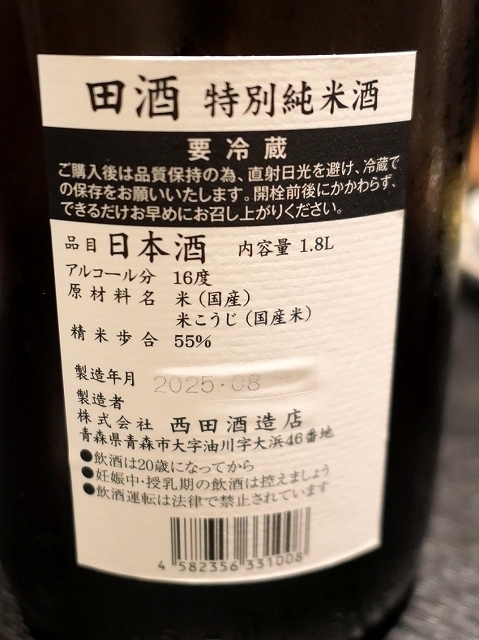 田酒 特別純米酒
要冷蔵
ご購入後は品質保持の為、直射日光を避け、冷蔵で
の保存をお願いいたします。開栓前後にかかわらず、
できるだけお早めにお召し上がりください。
品目 日本酒 内容量 1.8L
アルコール分 16度
原材料名 米(国産)
米こうじ(国産米)
精米歩合 55%
製造年月 2025・08
製造者
株式会社 西田酒造店
青森県青森市大字油川字大浜46番地
●飲酒は20歳になってから
●妊娠中・授乳期の飲酒は控えましょう
●飲酒運転は法律で禁止されています
4 582356 331008